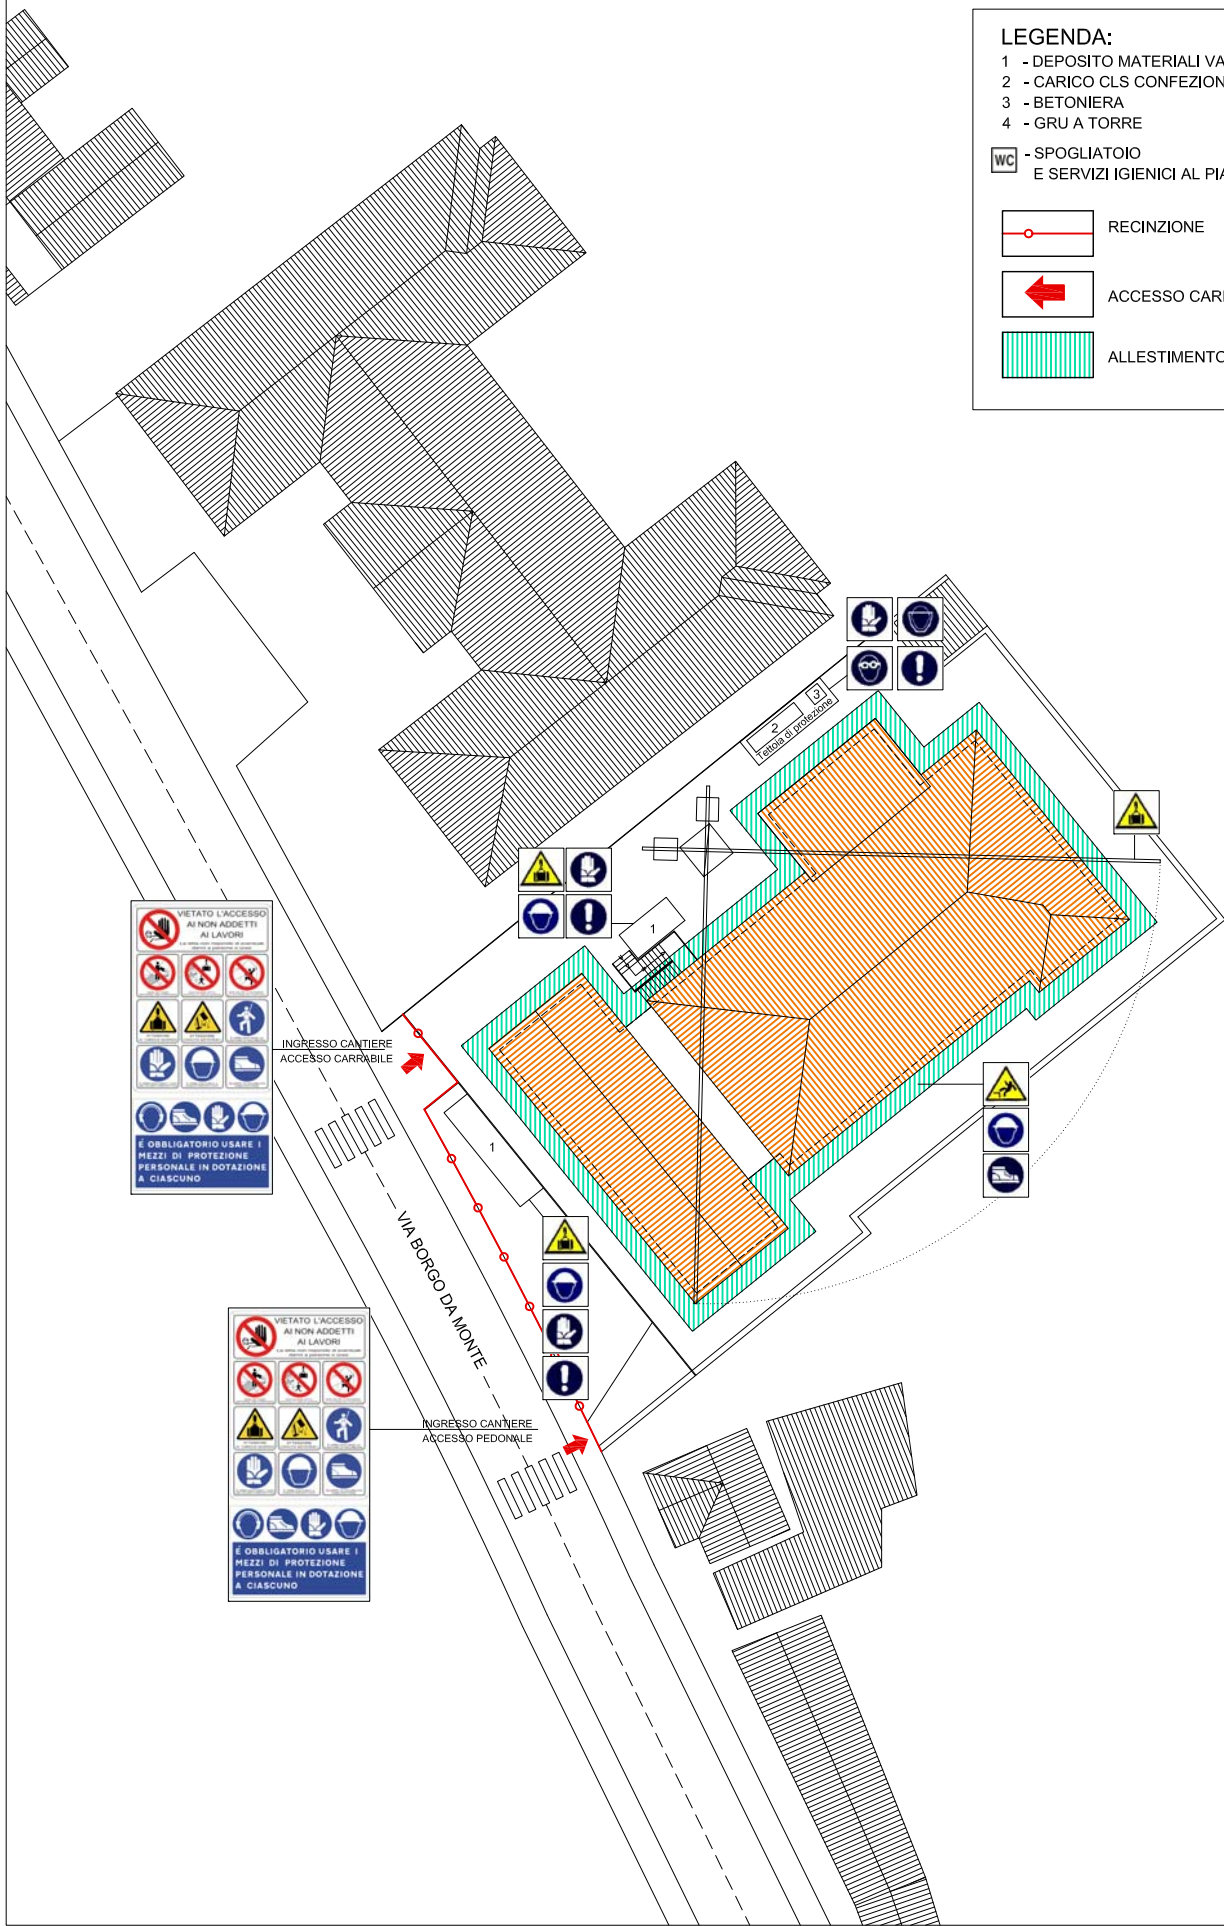 LEGENDA:
1 - DEPOSITO MATERIALI VA
2 - CARICO CLS CONFEZION
3 - BETONIERA
4 - GRU A TORRE
WC - SPOGLIATOIO
E SERVIZI IGIENICI AL PIA
RECINZIONE
ACCESSO CARI
ALLESTIMENTO
3
2
Tettoia di protezione
1
VIETATO L'ACCESSO
AI NON ADDETTI
AI LAVORI
INGRESSO CANTIERE
ACCESSO CARRABILE
È OBBLIGATORIO USARE I
MEZZI DI PROTEZIONE
PERSONALE IN DOTAZIONE
A CIASCUNO
1
VIA BORGO DA MONTE
VIETATO L'ACCESSO
AI NON ADDETTI
AI LAVORI
INGRESSO CANTIERE
ACCESSO PEDONALE
È OBBLIGATORIO USARE I
MEZZI DI PROTEZIONE
PERSONALE IN DOTAZIONE
A CIASCUNO